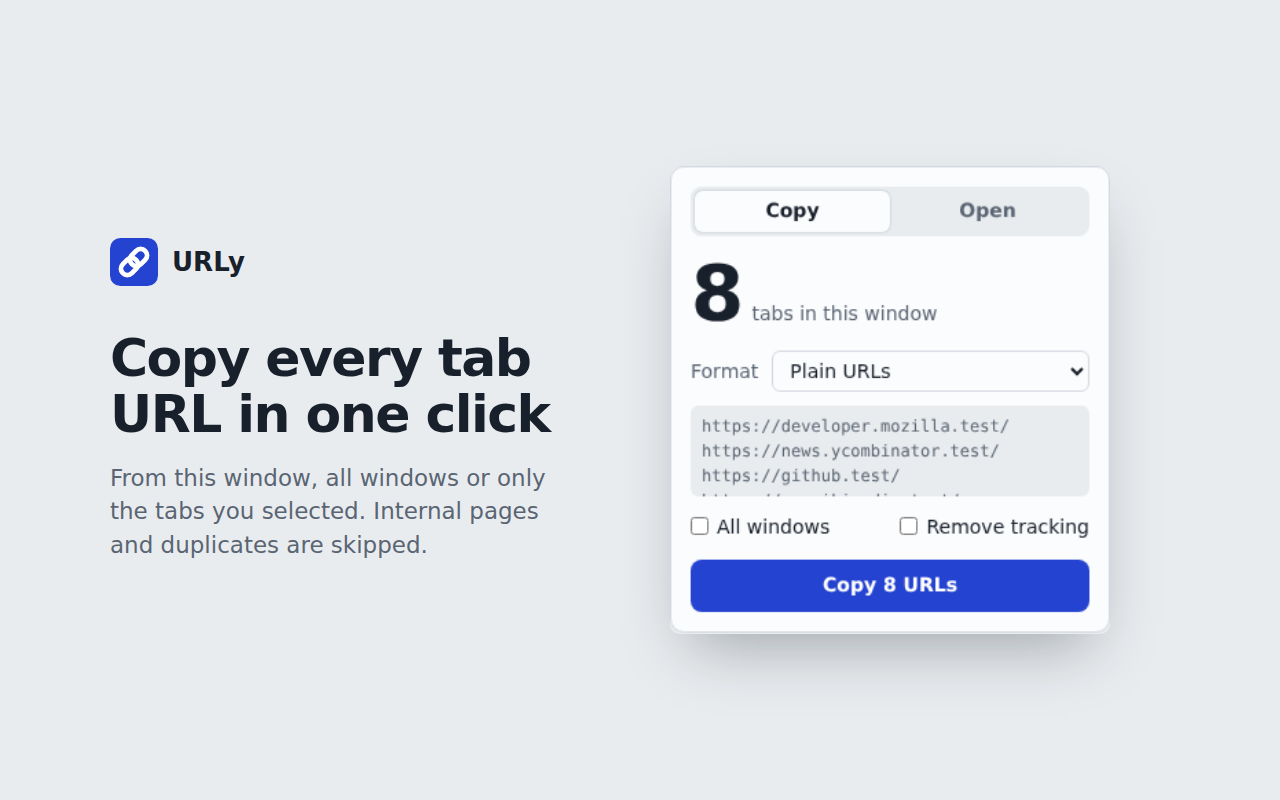 URLy
Copy every tab
URL in one click
From this window, all windows or only
the tabs you selected. Internal pages
and duplicates are skipped.
Copy
Open
8 tabs in this window
Format
Plain URLs
https://developer.mozilla.test/
https://news.ycombinator.test/
https://github.test/
All windows
Remove tracking
Copy 8 URLs